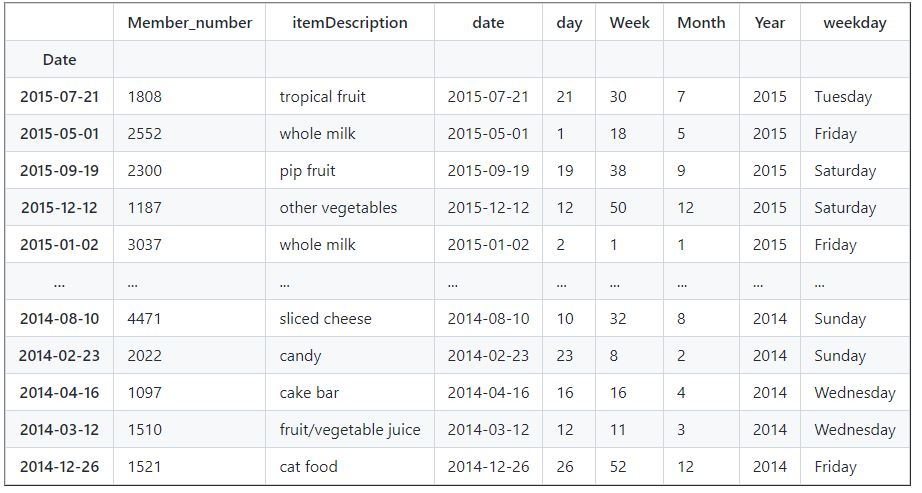 Member_number itemDescription date day Week Month Year weekday
Date
2015-07-21 1808 tropical fruit 2015-07-21 21 30 7 2015 Tuesday
2015-05-01 2552 whole milk 2015-05-01 1 18 5 2015 Friday
2015-09-19 2300 pip fruit 2015-09-19 19 38 9 2015 Saturday
2015-12-12 1187 other vegetables 2015-12-12 12 50 12 2015 Saturday
2015-01-02 3037 whole milk 2015-01-02 2 1 1 2015 Friday
... ... ... ... ... ... ... ... ...
2014-08-10 4471 sliced cheese 2014-08-10 10 32 8 2014 Sunday
2014-02-23 2022 candy 2014-02-23 23 8 2 2014 Sunday
2014-04-16 1097 cake bar 2014-04-16 16 16 4 2014 Wednesday
2014-03-12 1510 fruit/vegetable juice 2014-03-12 12 11 3 2014 Wednesday
2014-12-26 1521 cat food 2014-12-26 26 52 12 2014 Friday